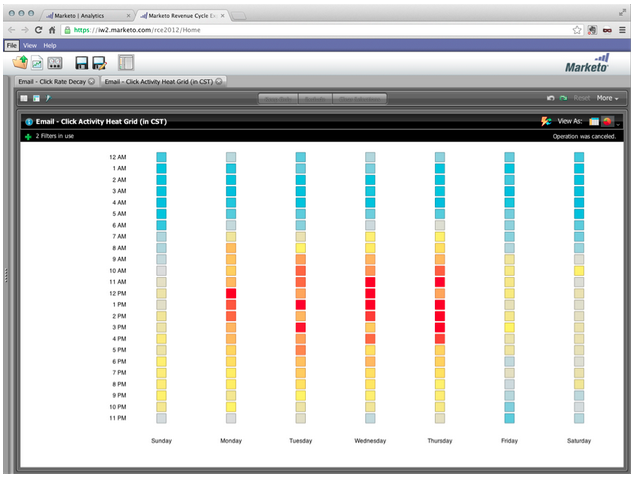 Marketo | Analytics
Marketo Revenue Cycle Ex
https://iw2.marketo.com/rce2012/Home
File View Help
Marketo
Email - Click Rate Decay
Email - Click Activity Heat Grid (in CST)
Reset More
Email - Click Activity Heat Grid (in CST)
View As:
2 Filters in use
Operation was canceled.
12 AM
1 AM
2 AM
3 AM
4 AM
5 AM
6 AM
7 AM
8 AM
9 AM
10 AM
11 AM
12 PM
1 PM
2 PM
3 PM
4 PM
5 PM
6 PM
7 PM
8 PM
9 PM
10 PM
11 PM
Sunday Monday Tuesday Wednesday Thursday Friday Saturday